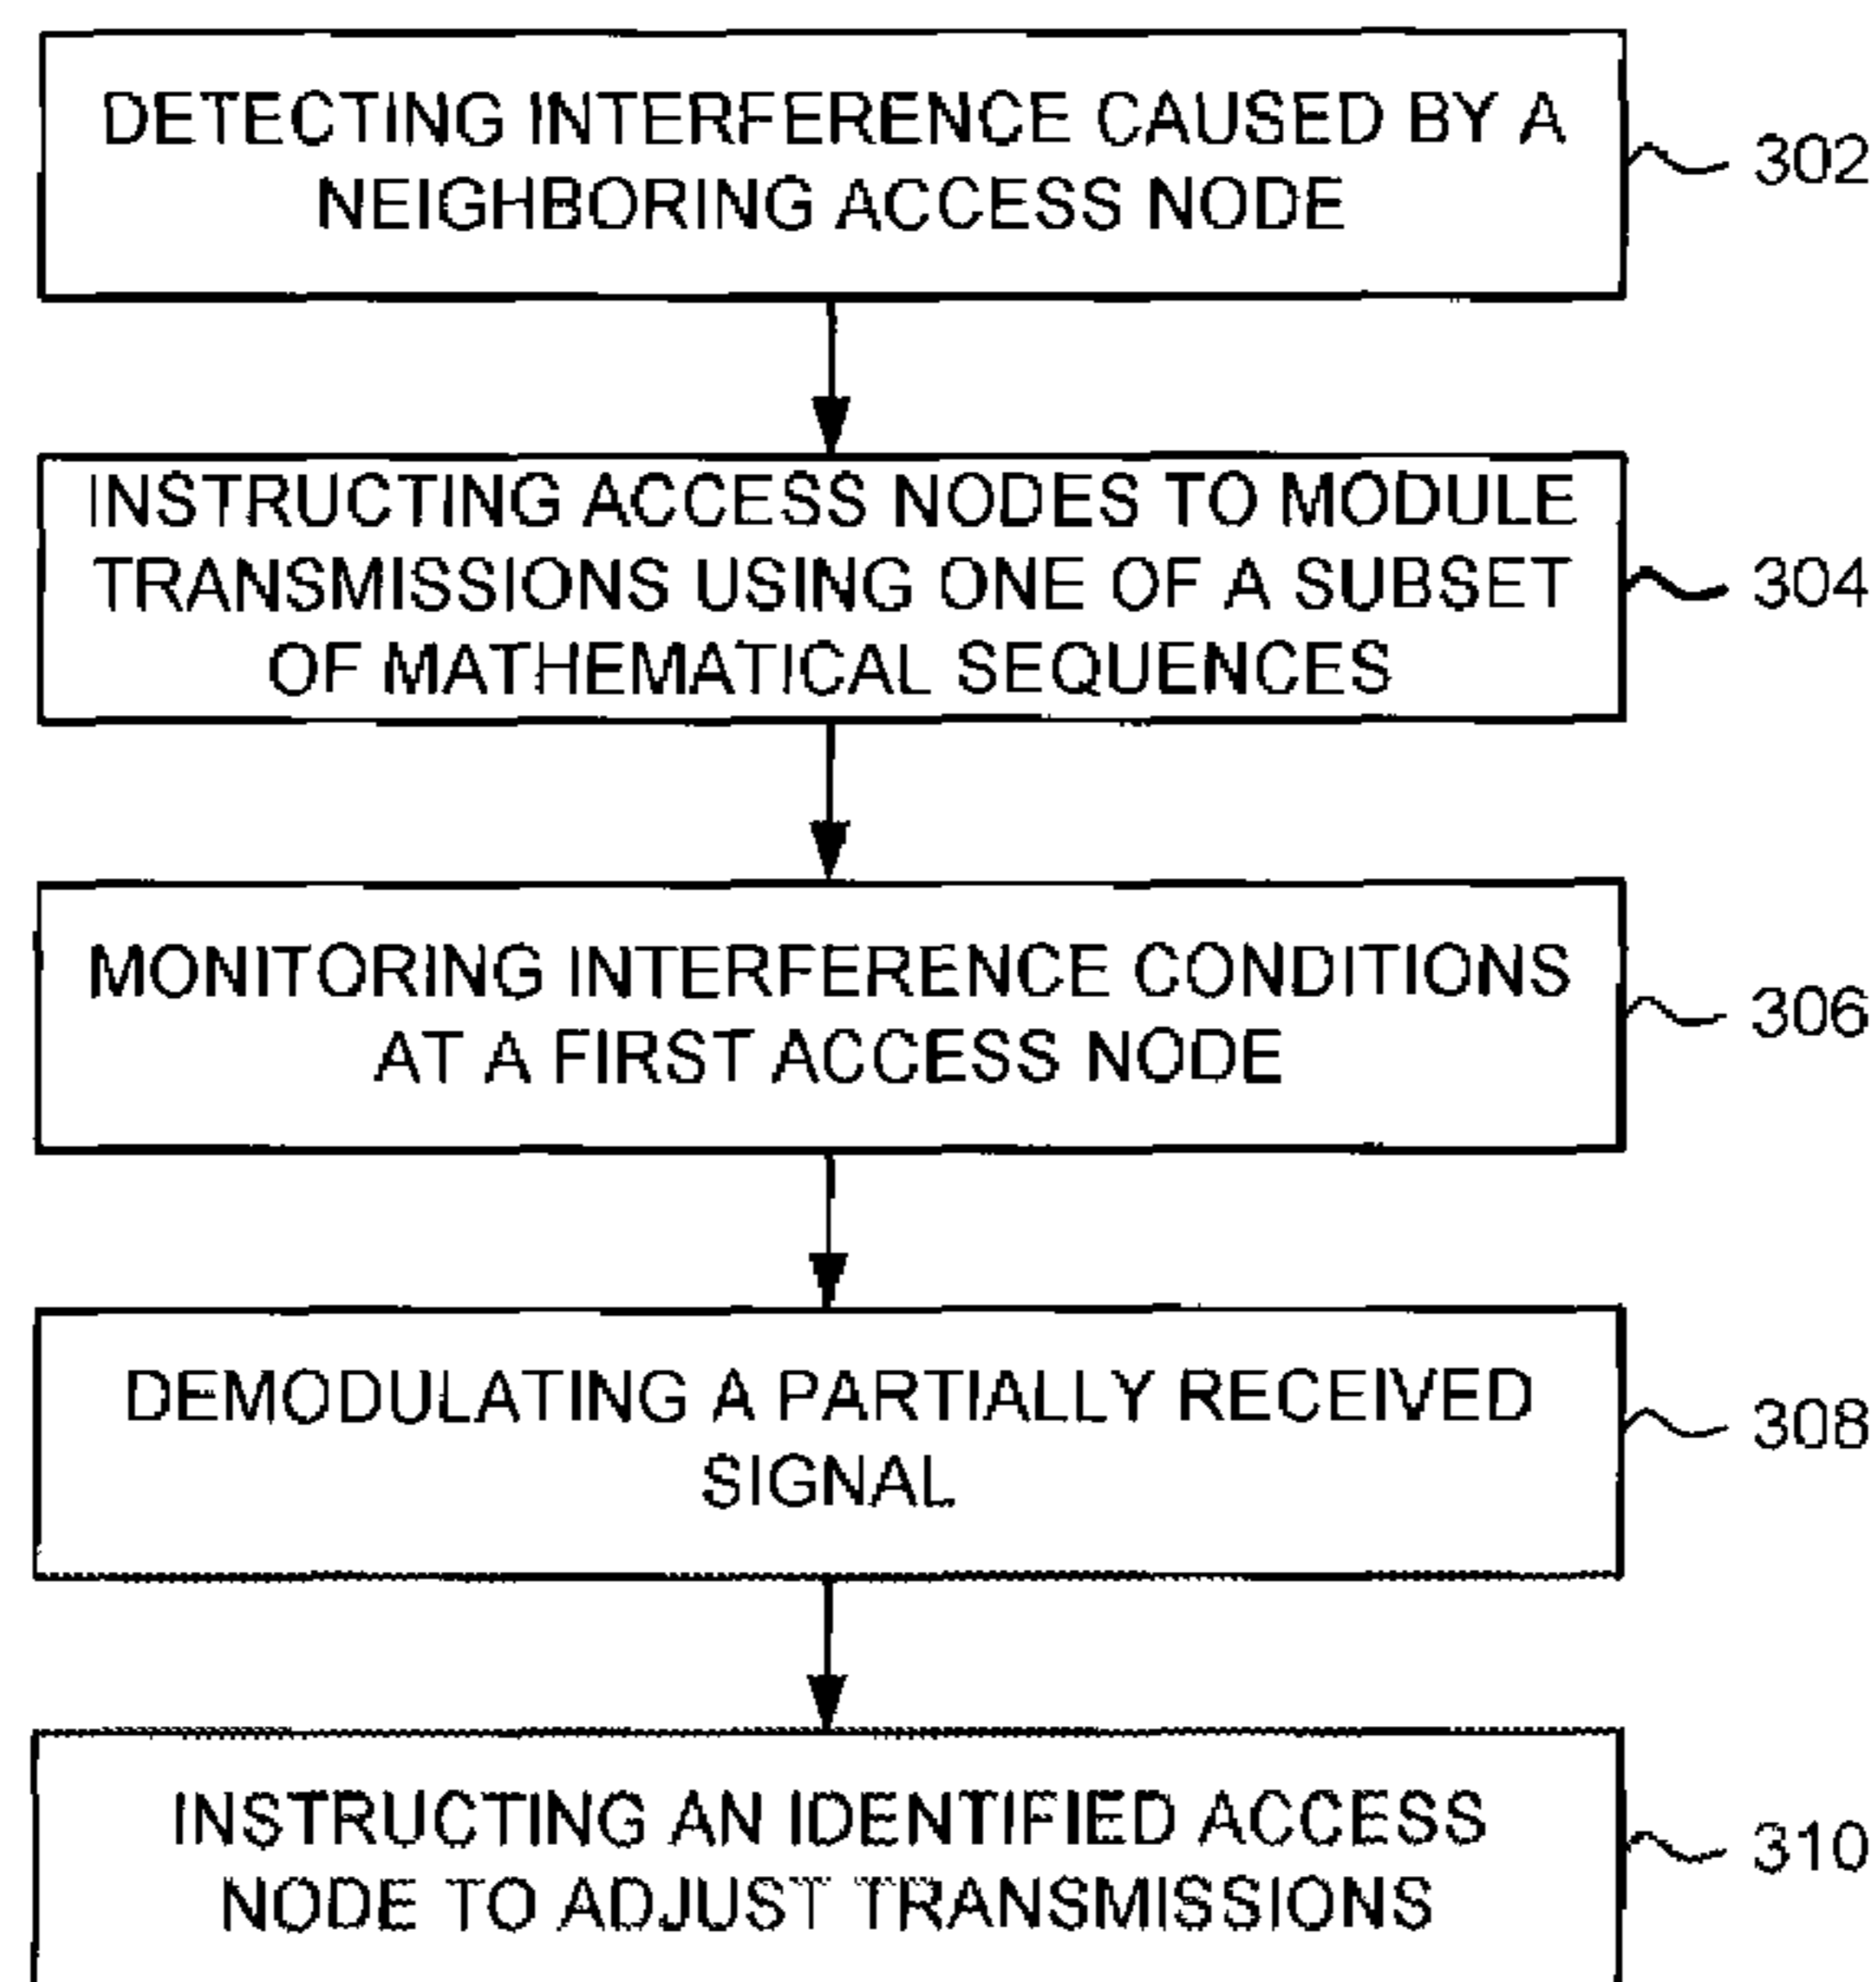 DETECTING INTERFERENCE CAUSED BY A
NEIGHBORING ACCESS NODE
302
INSTRUCTING ACCESS NODES TO MODULE
TRANSMISSIONS USING ONE OF A SUBSET
OF MATHEMATICAL SEQUENCES
304
MONITORING INTERFERENCE CONDITIONS
AT A FIRST ACCESS NODE
306
DEMODULATING A PARTIALLY RECEIVED
SIGNAL
308
INSTRUCTING AN IDENTIFIED ACCESS
NODE TO ADJUST TRANSMISSIONS
310